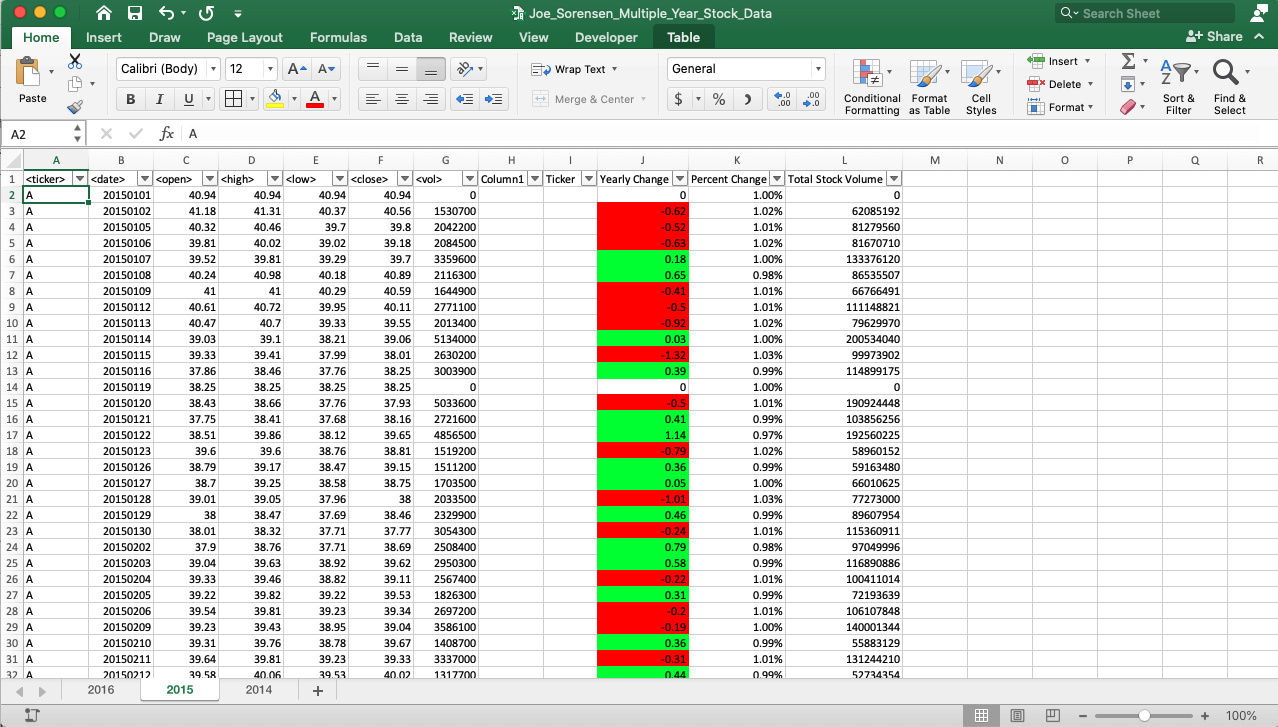 Joe_Sorensen_Multiple_Year_Stock_Data
Search Sheet
Home Insert Draw Page Layout Formulas Data Review View Developer Table Share
Paste
Calibri (Body) 12 A A
B I U A
Wrap Text
Merge & Center
General
$ % .00 .00
Conditional Formatting
Format as Table
Cell Styles
Insert
Delete
Format
Sort & Filter
Find & Select
A2 fx A
A B C D E F G H I J K L M N O P Q R
1 <ticker> <date> <open> <high> <low> <close> <vol> Column1 Ticker Yearly Change Percent Change Total Stock Volume
2 A 20150101 40.94 40.94 40.94 40.94 0 0 1.00% 0
3 A 20150102 41.18 41.31 40.37 40.56 1530700 -0.62 1.02% 62085192
4 A 20150105 40.32 40.46 39.7 39.8 2042200 -0.52 1.01% 81279560
5 A 20150106 39.81 40.02 39.02 39.18 2084500 -0.63 1.02% 81670710
6 A 20150107 39.52 39.81 39.29 39.7 3359600 0.18 1.00% 133376120
7 A 20150108 40.24 40.98 40.18 40.89 2116300 0.65 0.98% 86535507
8 A 20150109 41 41 40.29 40.59 1644900 -0.41 1.01% 66766491
9 A 20150112 40.61 40.72 39.95 40.11 2771100 -0.5 1.01% 111148821
10 A 20150113 40.47 40.7 39.33 39.55 2013400 -0.92 1.02% 79629970
11 A 20150114 39.03 39.1 38.21 39.06 5134000 0.03 1.00% 200534040
12 A 20150115 39.33 39.41 37.99 38.01 2630200 -1.32 1.03% 99973902
13 A 20150116 37.86 38.46 37.76 38.25 3003900 0.39 0.99% 114899175
14 A 20150119 38.25 38.25 38.25 38.25 0 0 1.00% 0
15 A 20150120 38.43 38.66 37.76 37.93 5033600 -0.5 1.01% 190924448
16 A 20150121 37.75 38.41 37.68 38.16 2721600 0.41 0.99% 103856256
17 A 20150122 38.51 39.86 38.12 39.65 4856500 1.14 0.97% 192560225
18 A 20150123 39.6 39.6 38.76 38.81 1519200 -0.79 1.02% 58960152
19 A 20150126 38.79 39.17 38.47 39.15 1511200 0.36 0.99% 59163480
20 A 20150127 38.7 39.25 38.58 38.75 1703500 0.05 1.00% 66010625
21 A 20150128 39.01 39.05 37.96 38 2033500 -1.01 1.03% 77273000
22 A 20150129 38 38.47 37.69 38.46 2329900 0.46 0.99% 89607954
23 A 20150130 38.01 38.32 37.71 37.77 3054300 -0.24 1.01% 115360911
24 A 20150202 37.9 38.76 37.71 38.69 2508400 0.79 0.98% 97049996
25 A 20150203 39.04 39.63 38.92 39.62 2950300 0.58 0.99% 116890886
26 A 20150204 39.33 39.46 38.82 39.11 2567400 -0.22 1.01% 100411014
27 A 20150205 39.22 39.82 39.22 39.53 1826300 0.31 0.99% 72193639
28 A 20150206 39.54 39.81 39.23 39.34 2697200 -0.2 1.01% 106107848
29 A 20150209 39.23 39.43 38.95 39.04 3586100 -0.19 1.00% 140001344
30 A 20150210 39.31 39.76 38.78 39.67 1408700 0.36 0.99% 55883129
31 A 20150211 39.64 39.81 39.23 39.33 3337000 -0.31 1.01% 131244210
32 A 20150212 39.58 40.06 39.53 40.02 1317700 0.44 0.99% 52734354
2016 2015 2014 +
100%